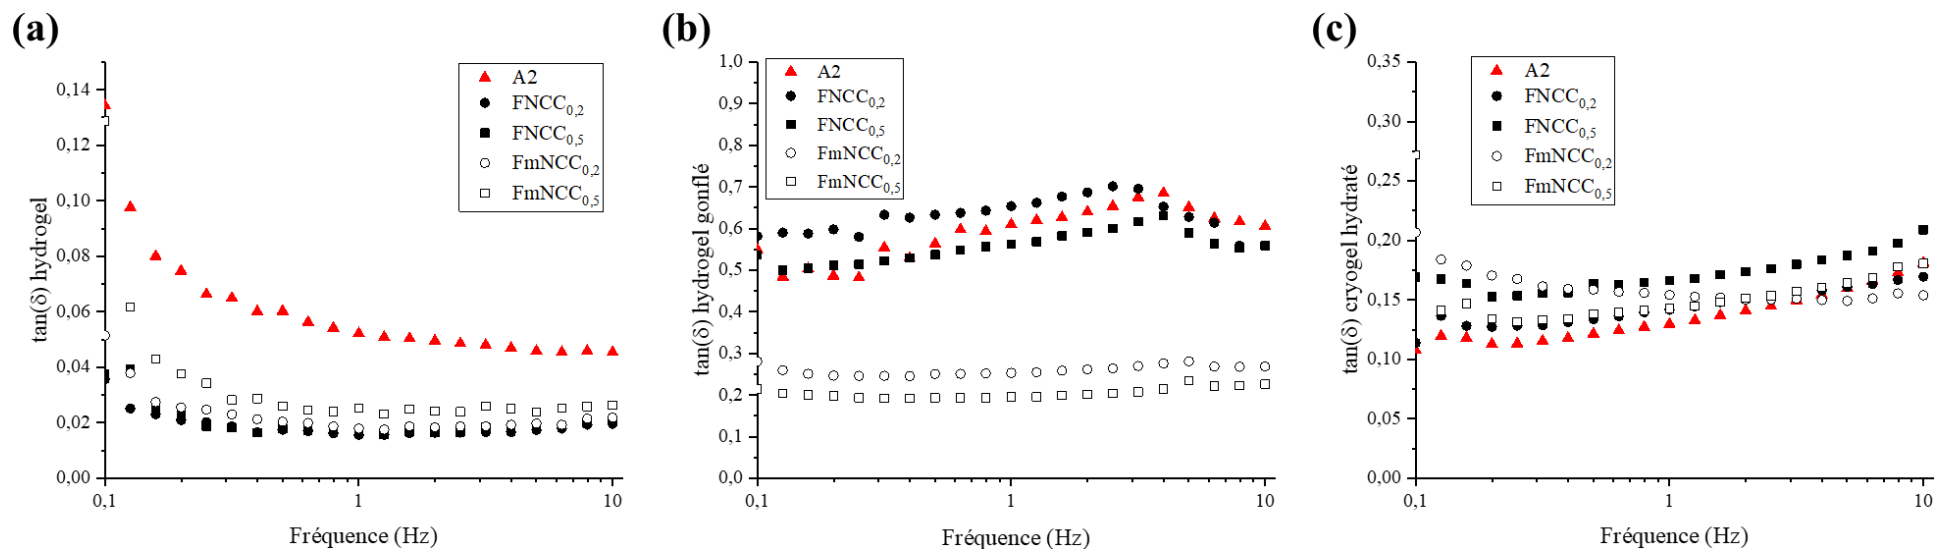 (a)
tan(δ) hydrogel
0,14
0,12
0,10
0,08
0,06
0,04
0,02
0,00
0,1
1
10
Fréquence (Hz)
A2
FNCC0,2
FNCC0,5
FmNCC0,2
FmNCC0,5
(b)
tan(δ) hydrogel gonflé
1,0
0,9
0,8
0,7
0,6
0,5
0,4
0,3
0,2
0,1
0,0
0,1
1
10
Fréquence (Hz)
A2
FNCC0,2
FNCC0,5
FmNCC0,2
FmNCC0,5
(c)
tan(δ) cryogel hydraté
0,35
0,30
0,25
0,20
0,15
0,10
0,05
0,00
0,1
1
10
Fréquence (Hz)
A2
FNCC0,2
FNCC0,5
FmNCC0,2
FmNCC0,5